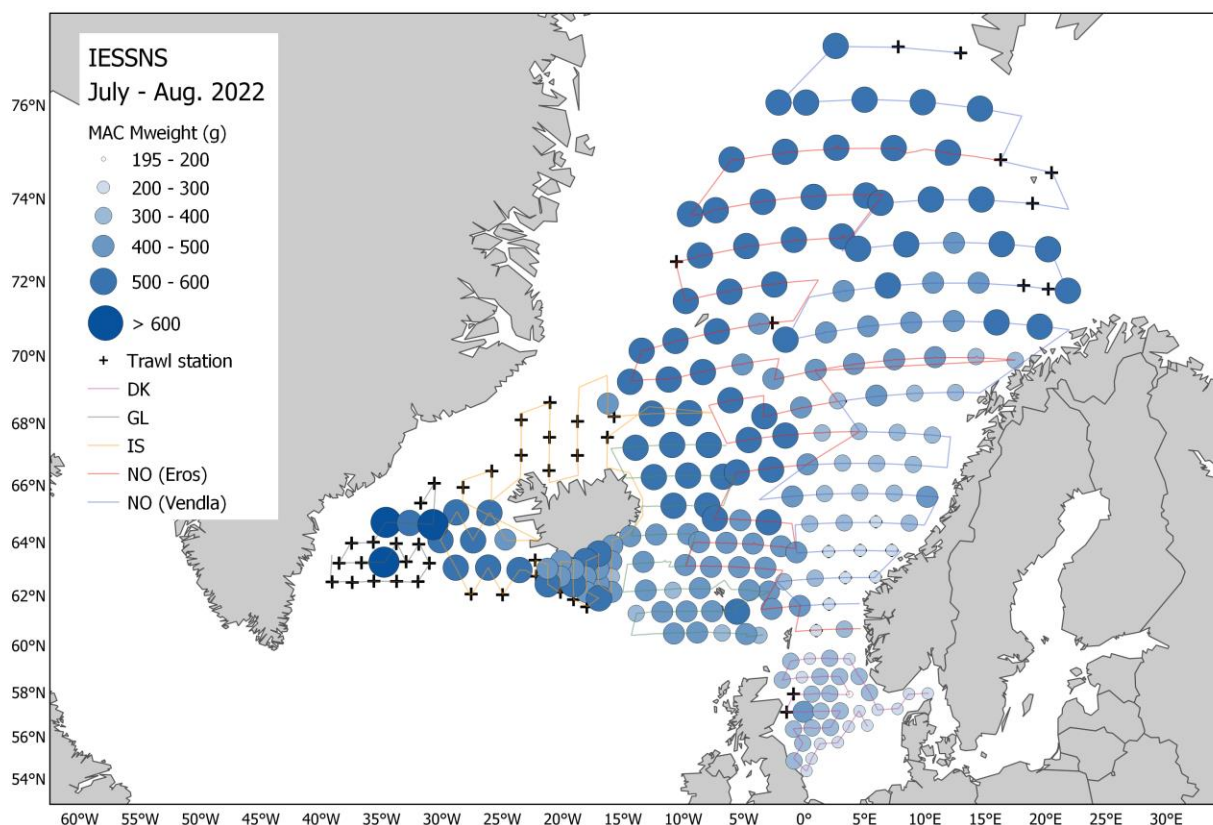 IESSNS
July - Aug. 2022
MAC Mweight (g)
195 - 200
200 - 300
300 - 400
400 - 500
500 - 600
> 600
Trawl station
DK
GL
IS
NO (Eros)
NO (Vendla)
76°N
74°N
72°N
70°N
68°N
66°N
64°N
62°N
60°N
58°N
56°N
54°N
60°W 55°W 50°W 45°W 40°W 35°W 30°W 25°W 20°W 15°W 10°W 5°W 0° 5°E 10°E 15°E 20°E 25°E 30°E